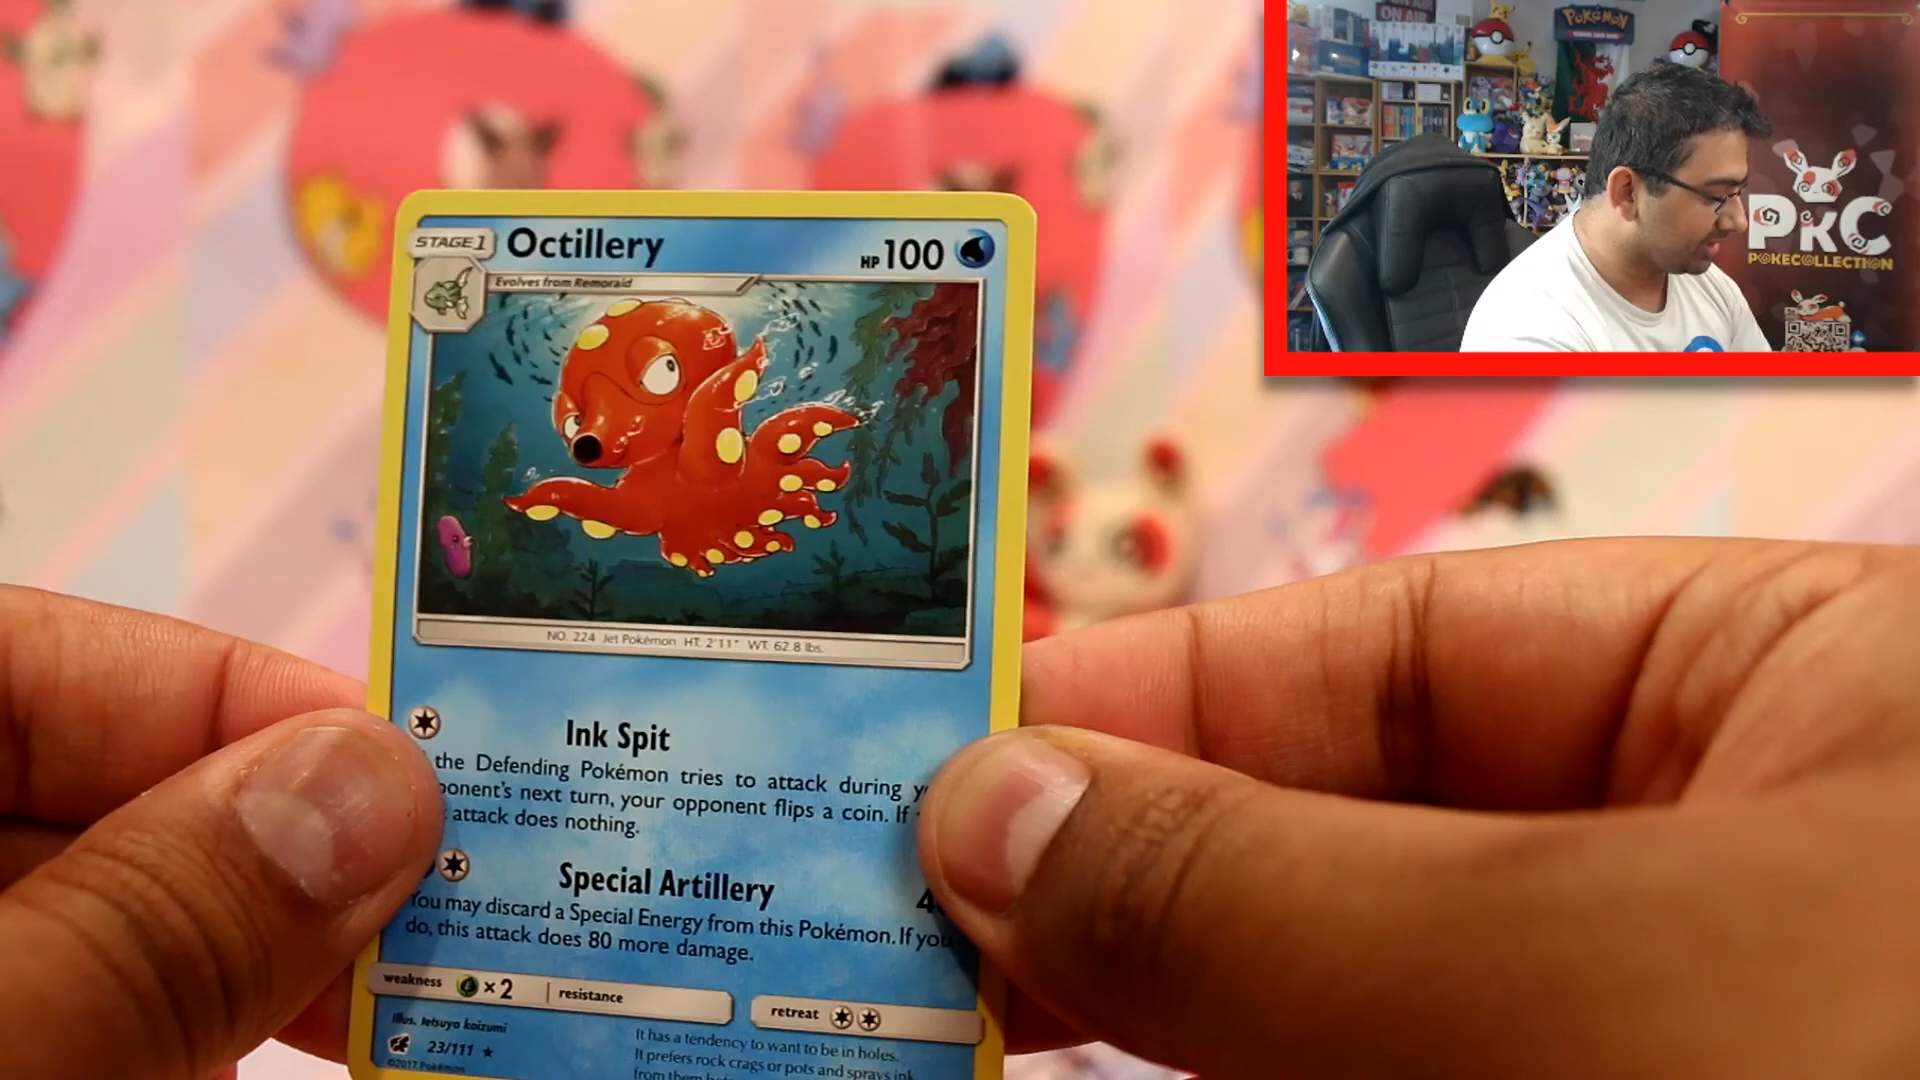 ON AIR
POKÉMON
PKC
POKECOLLECTION
STAGE 1
Octillery
HP 100
Evolves from Remoraid
NO. 224 Jet Pokémon HT: 2'11" WT: 62.8 lbs.
Ink Spit
the Defending Pokémon tries to attack during
next turn, your opponent flips a coin. If
attack does nothing.
Special Artillery
You may discard a Special Energy from this Pokémon. If you
do, this attack does 80 more damage.
weakness ×2 resistance
retreat
Illus. tetsuya koizumi
23/111 ★
©2017 Pokémon
It has a tendency to want to be in holes.
It prefers rock crags or pots and sprays ink
from them